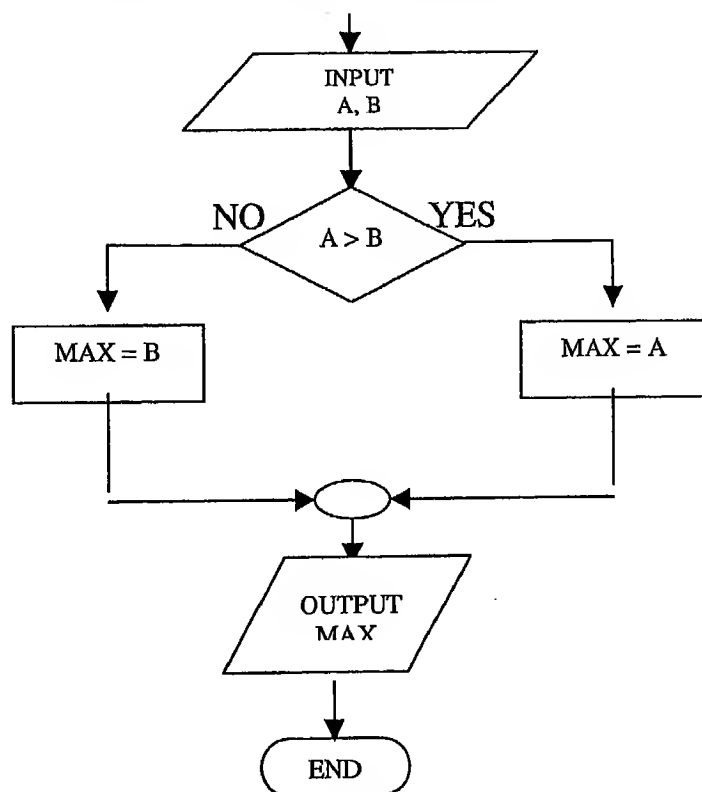 INPUT
A, B
NO
YES
A > B
MAX = B
MAX = A
OUTPUT
MAX
END